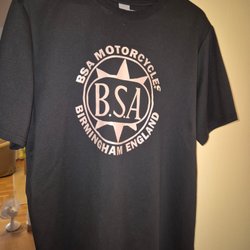 BSA MOTORCYCLES
B.S.A
BIRMINGHAM ENGLAND